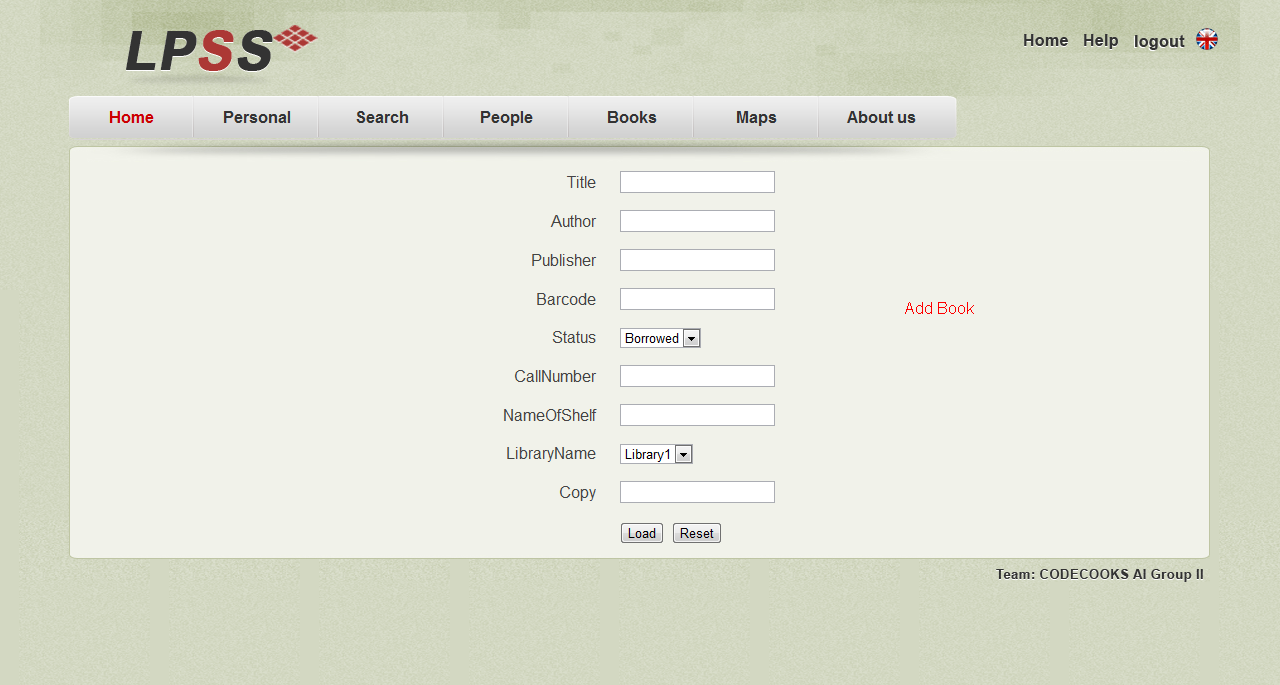 LPSS
Home Help logout
Home Personal Search People Books Maps About us
Title
Author
Publisher
Barcode
Add Book
Status Borrowed
CallNumber
NameOfShelf
LibraryName Library1
Copy
Load Reset
Team: CODECOOKS AI Group II